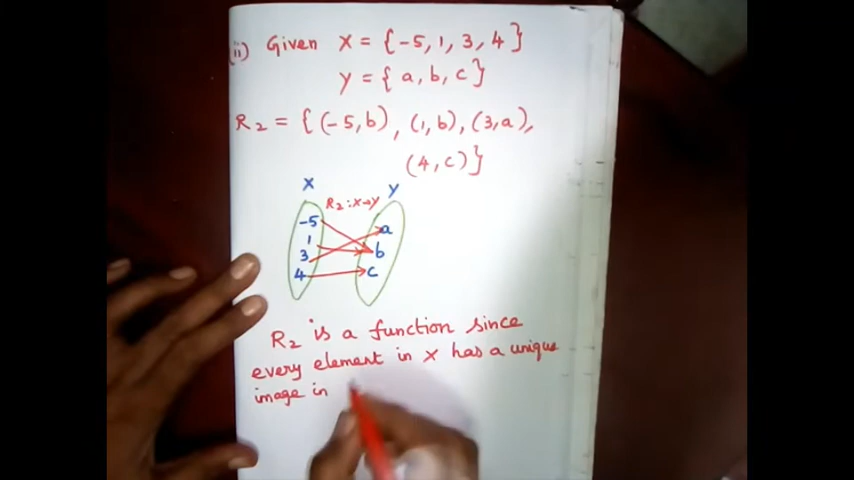 (ii) Given X = {-5, 1, 3, 4}
Y = {a, b, c}
R₂ = {(-5, b), (1, b), (3, a),
(4, c)}
X Y
R₂ : X→Y
-5 a
1 b
3 c
4
R₂ is a function since
every element in X has a unique
image in